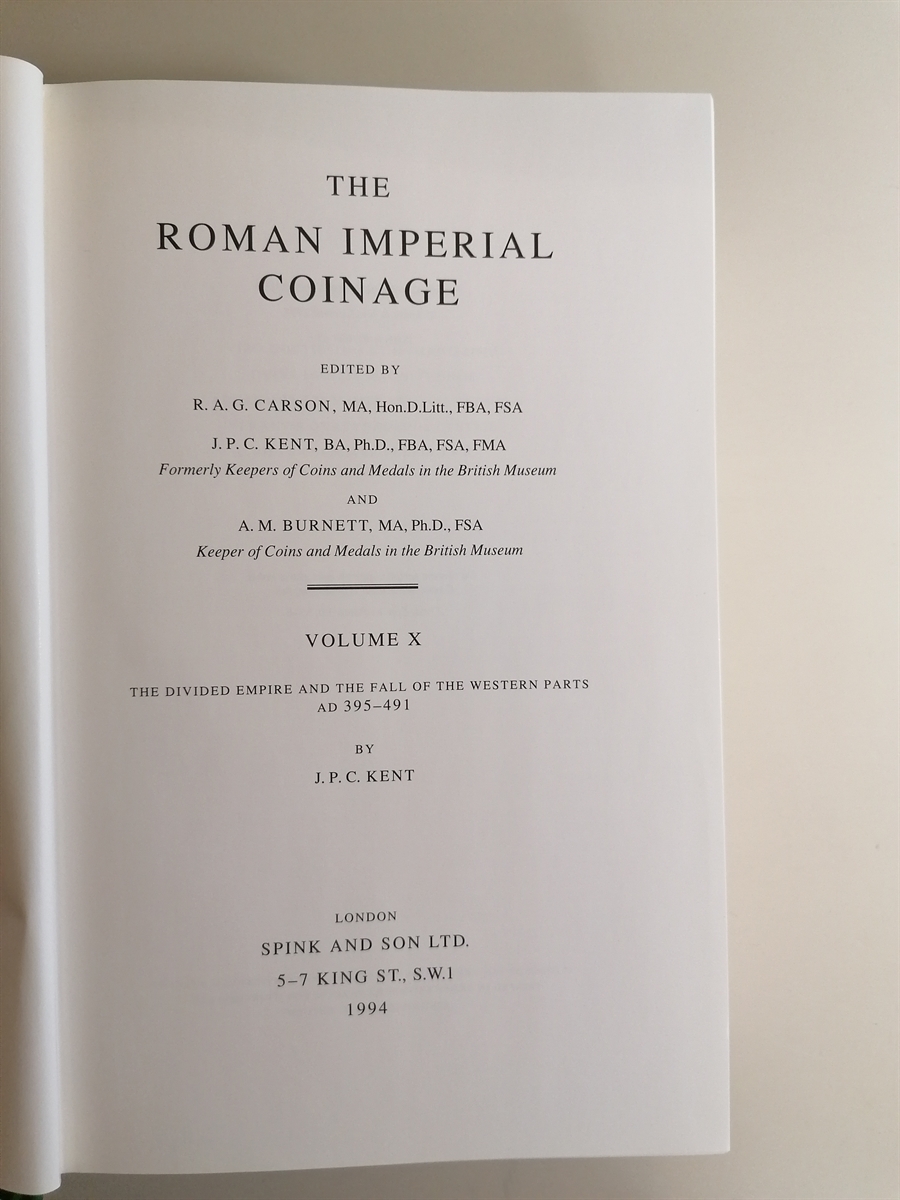 THE
ROMAN IMPERIAL
COINAGE
EDITED BY
R. A. G. CARSON, MA, Hon.D.Litt., FBA, FSA
J. P. C. KENT, BA, Ph.D., FBA, FSA, FMA
Formerly Keepers of Coins and Medals in the British Museum
AND
A. M. BURNETT, MA, Ph.D., FSA
Keeper of Coins and Medals in the British Museum
VOLUME X
THE DIVIDED EMPIRE AND THE FALL OF THE WESTERN PARTS
AD 395–491
BY
J. P. C. KENT
LONDON
SPINK AND SON LTD.
5–7 KING ST., S.W.1
1994